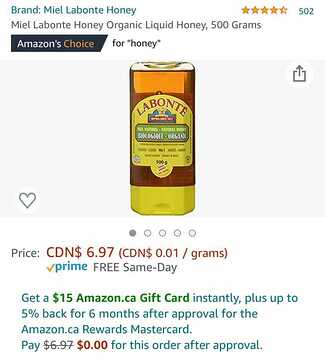 Brand: Miel Labonte Honey
502
Miel Labonte Honey Organic Liquid Honey, 500 Grams
Amazon's Choice for "honey"
LABONTÉ
BIOLOGIQUE - ORGANIC
500 g
Price: CDN$ 6.97 (CDN$ 0.01 / grams)
prime FREE Same-Day
Get a $15 Amazon.ca Gift Card instantly, plus up to
5% back for 6 months after approval for the
Amazon.ca Rewards Mastercard.
Pay $6.97 $0.00 for this order after approval.